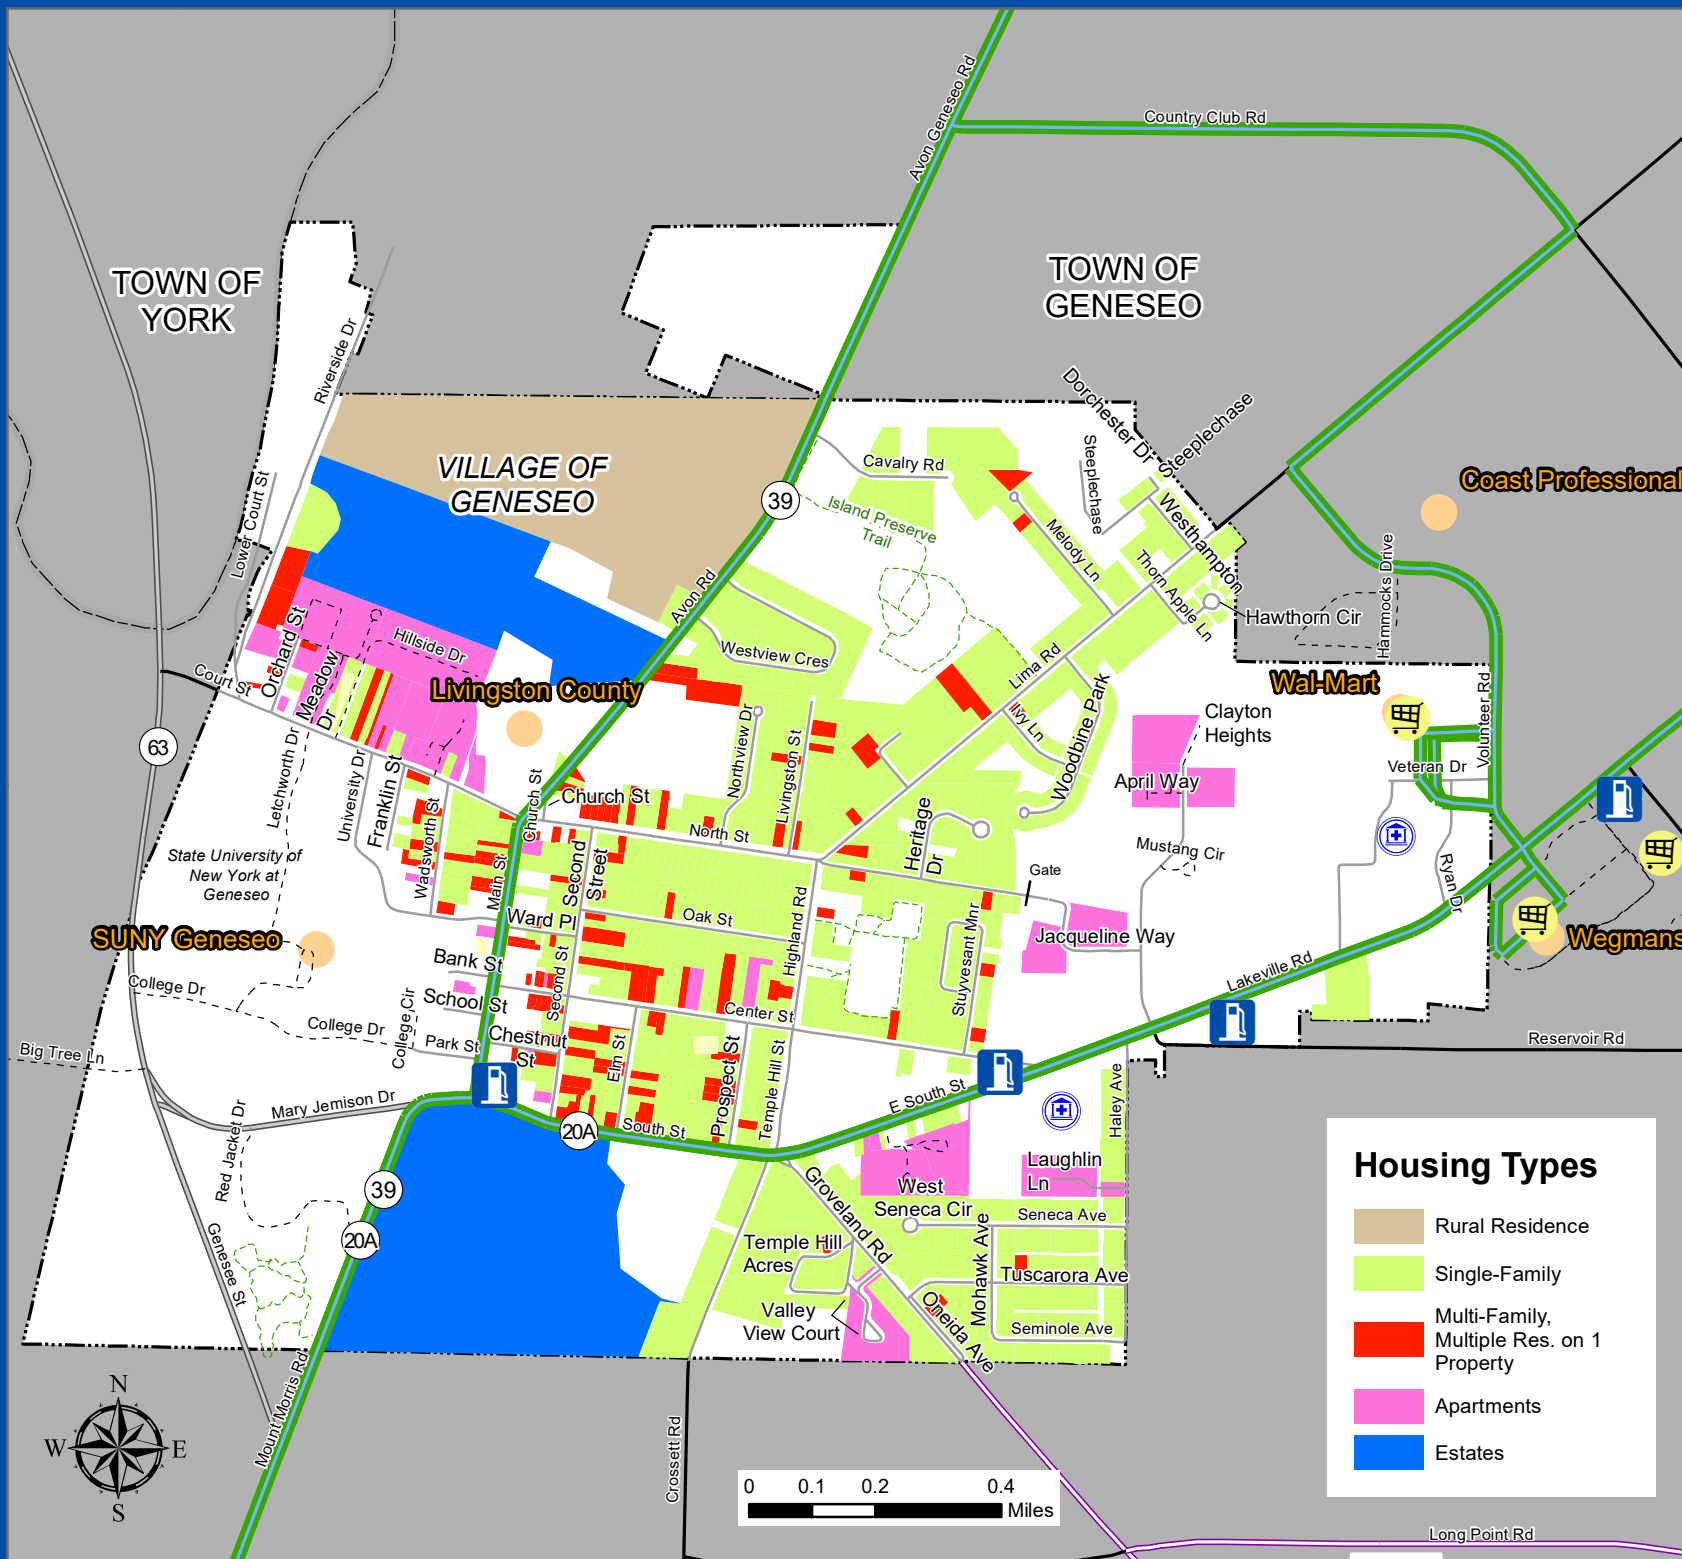 Avon Geneseo Rd
Country Club Rd
Avon Geneseo Rd
TOWN OF
YORK
TOWN OF
GENESEO
Riverside Dr
Dorchester Dr
Steeplechase
Steeplechase
VILLAGE OF
GENESEO
Cavalry Rd
39
Island Preserve
Trail
Coast Professional
Lower Court St
Melody Ln
Westhampton
Thorn Apple Ln
Hammocks Drive
Avon Rd
Hawthorn Cir
Orchard St
Hillside Dr
Meadow
Dr
Westview Cres
Lima Rd
Court St
Livingston County
Wal-Mart
Ivy Ln
Woodbine Park
Clayton
Heights
Volunteer Rd
63
Letchworth Dr
University Dr
Franklin St
Northview Dr
Livingston St
April Way
Veteran Dr
Church St
Church St
Wadsworth St
North St
Heritage
Dr
Mustang Cir
State University of
New York at
Geneseo
Main St
Second
Street
Gate
Ryan Dr
Ward Pl
Oak St
Highland Rd
Stuyvesant Mnr
Jacqueline Way
SUNY Geneseo
Wegmans
Bank St
Second St
Lakeville Rd
College Dr
School St
Center St
College Dr
College Cir
Park St
Chestnut
St
Elm St
Prospect St
Temple Hill St
Reservoir Rd
Big Tree Ln
Mary Jemison Dr
E South St
Haley Ave
20A
South St
Red Jacket Dr
39
20A
Genesee St
Groveland Rd
West
Laughlin
Ln
Seneca Cir
Seneca Ave
Temple Hill
Acres
Mohawk Ave
Tuscarora Ave
Valley
View Court
Oneida Ave
Seminole Ave
Mount Morris Rd
Crossett Rd
Long Point Rd
N
W
E
S
0
0.1
0.2
0.4
Miles
Housing Types
Rural Residence
Single-Family
Multi-Family,
Multiple Res. on 1
Property
Apartments
Estates